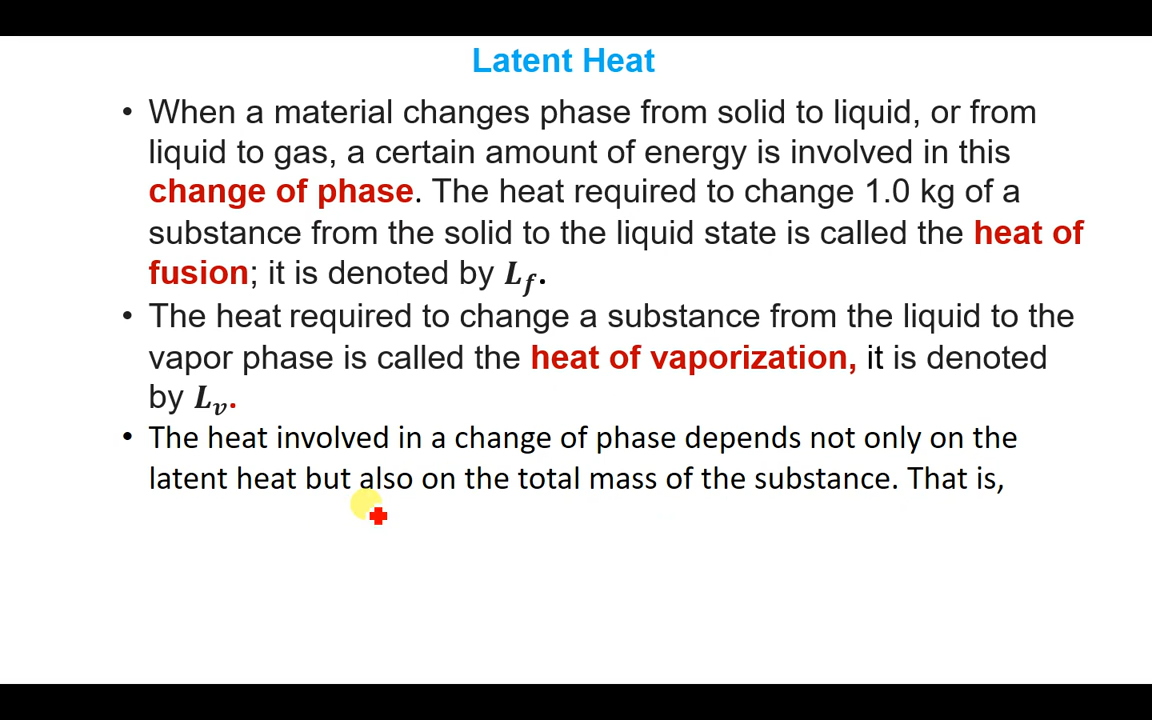 Latent Heat
• When a material changes phase from solid to liquid, or from
liquid to gas, a certain amount of energy is involved in this
change of phase. The heat required to change 1.0 kg of a
substance from the solid to the liquid state is called the heat of
fusion; it is denoted by L_f.
• The heat required to change a substance from the liquid to the
vapor phase is called the heat of vaporization, it is denoted
by L_v.
• The heat involved in a change of phase depends not only on the
latent heat but also on the total mass of the substance. That is,